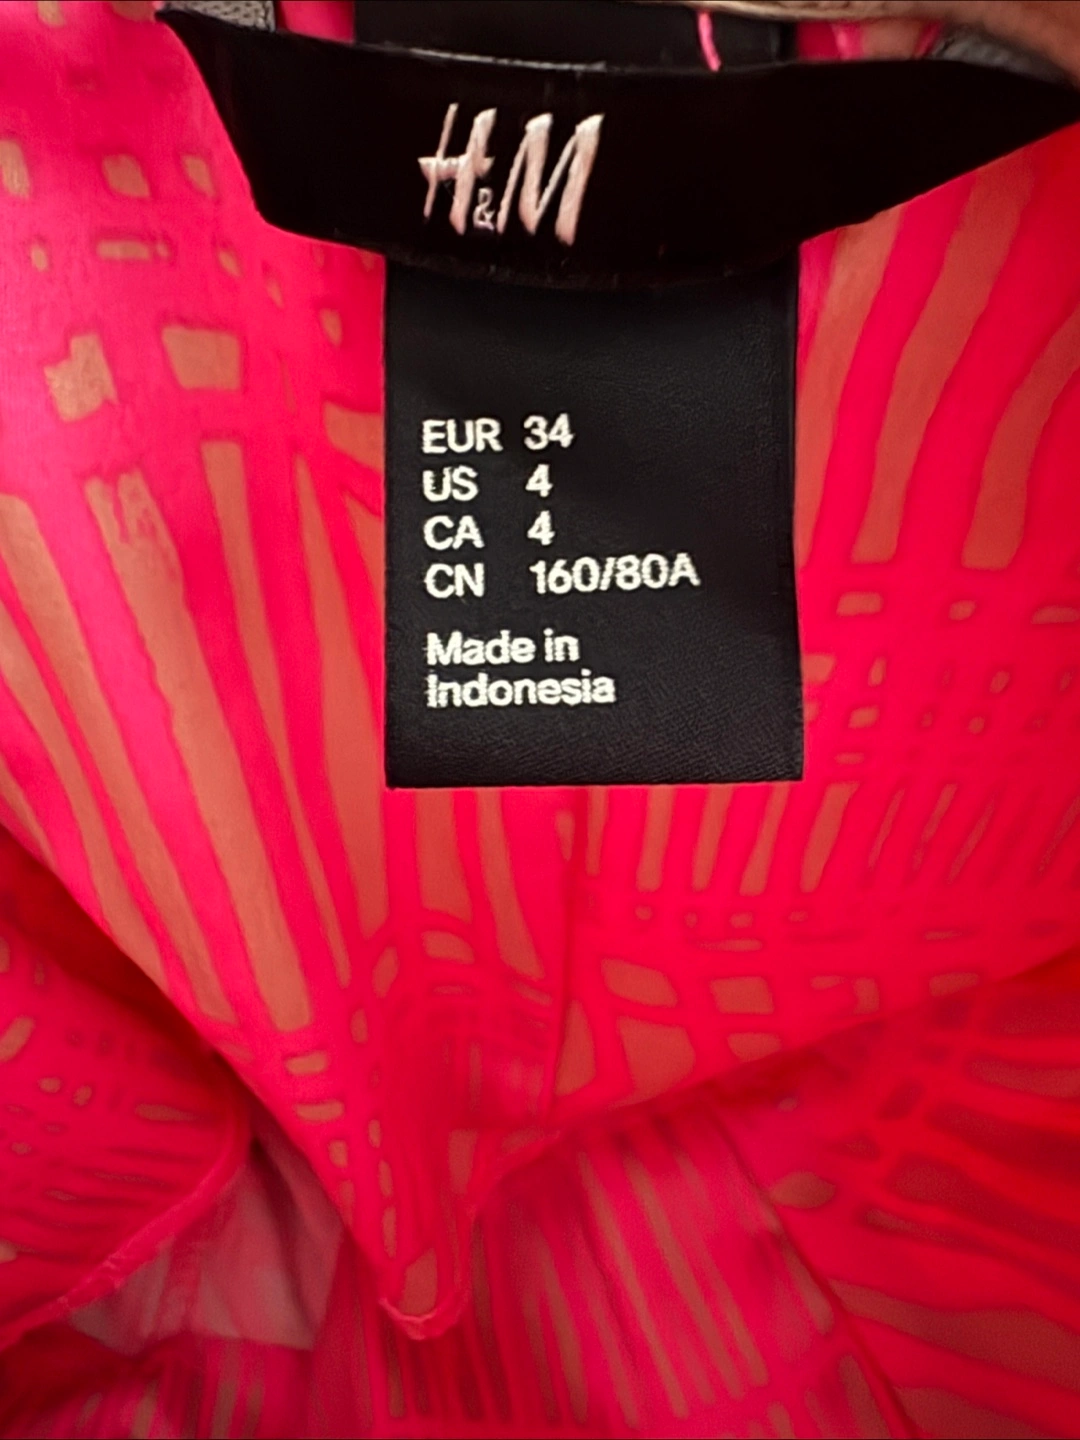 H&M
EUR 34
US 4
CA 4
CN 160/80A
Made in
Indonesia